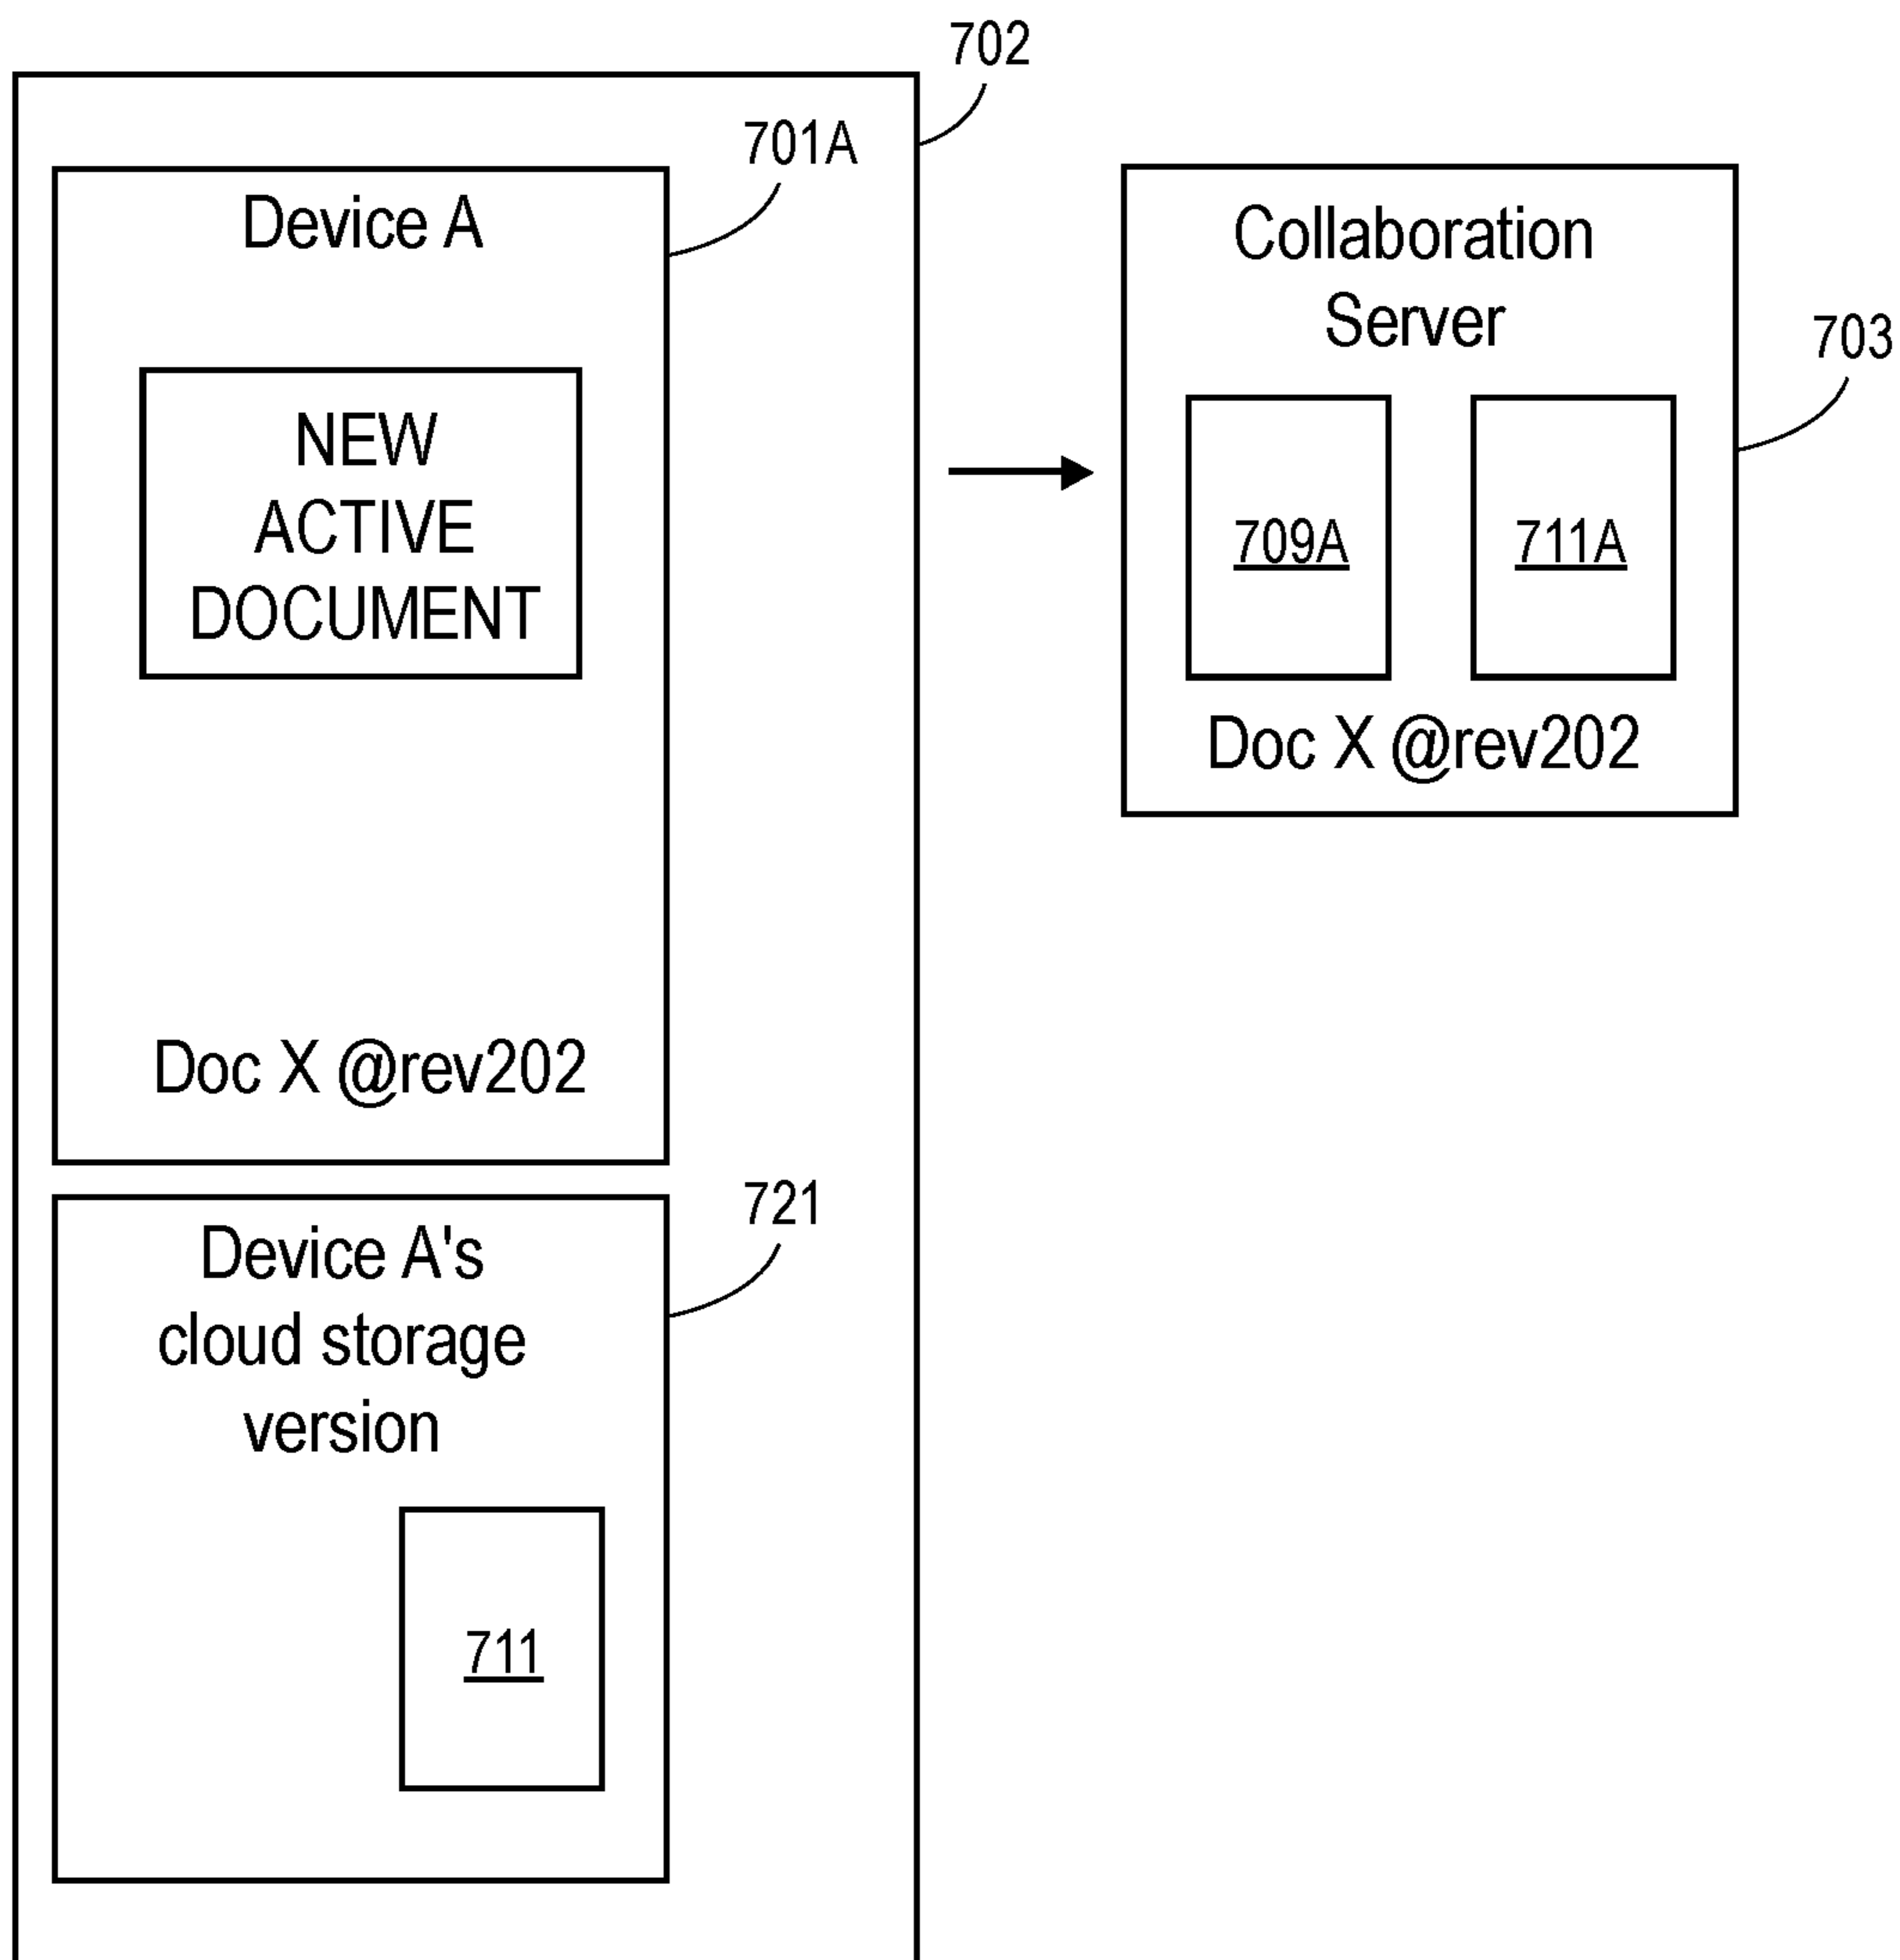 702
701A
Device A
NEW
ACTIVE
DOCUMENT
Doc X @rev202
Collaboration
Server
703
709A
711A
Doc X @rev202
721
Device A's
cloud storage
version
711